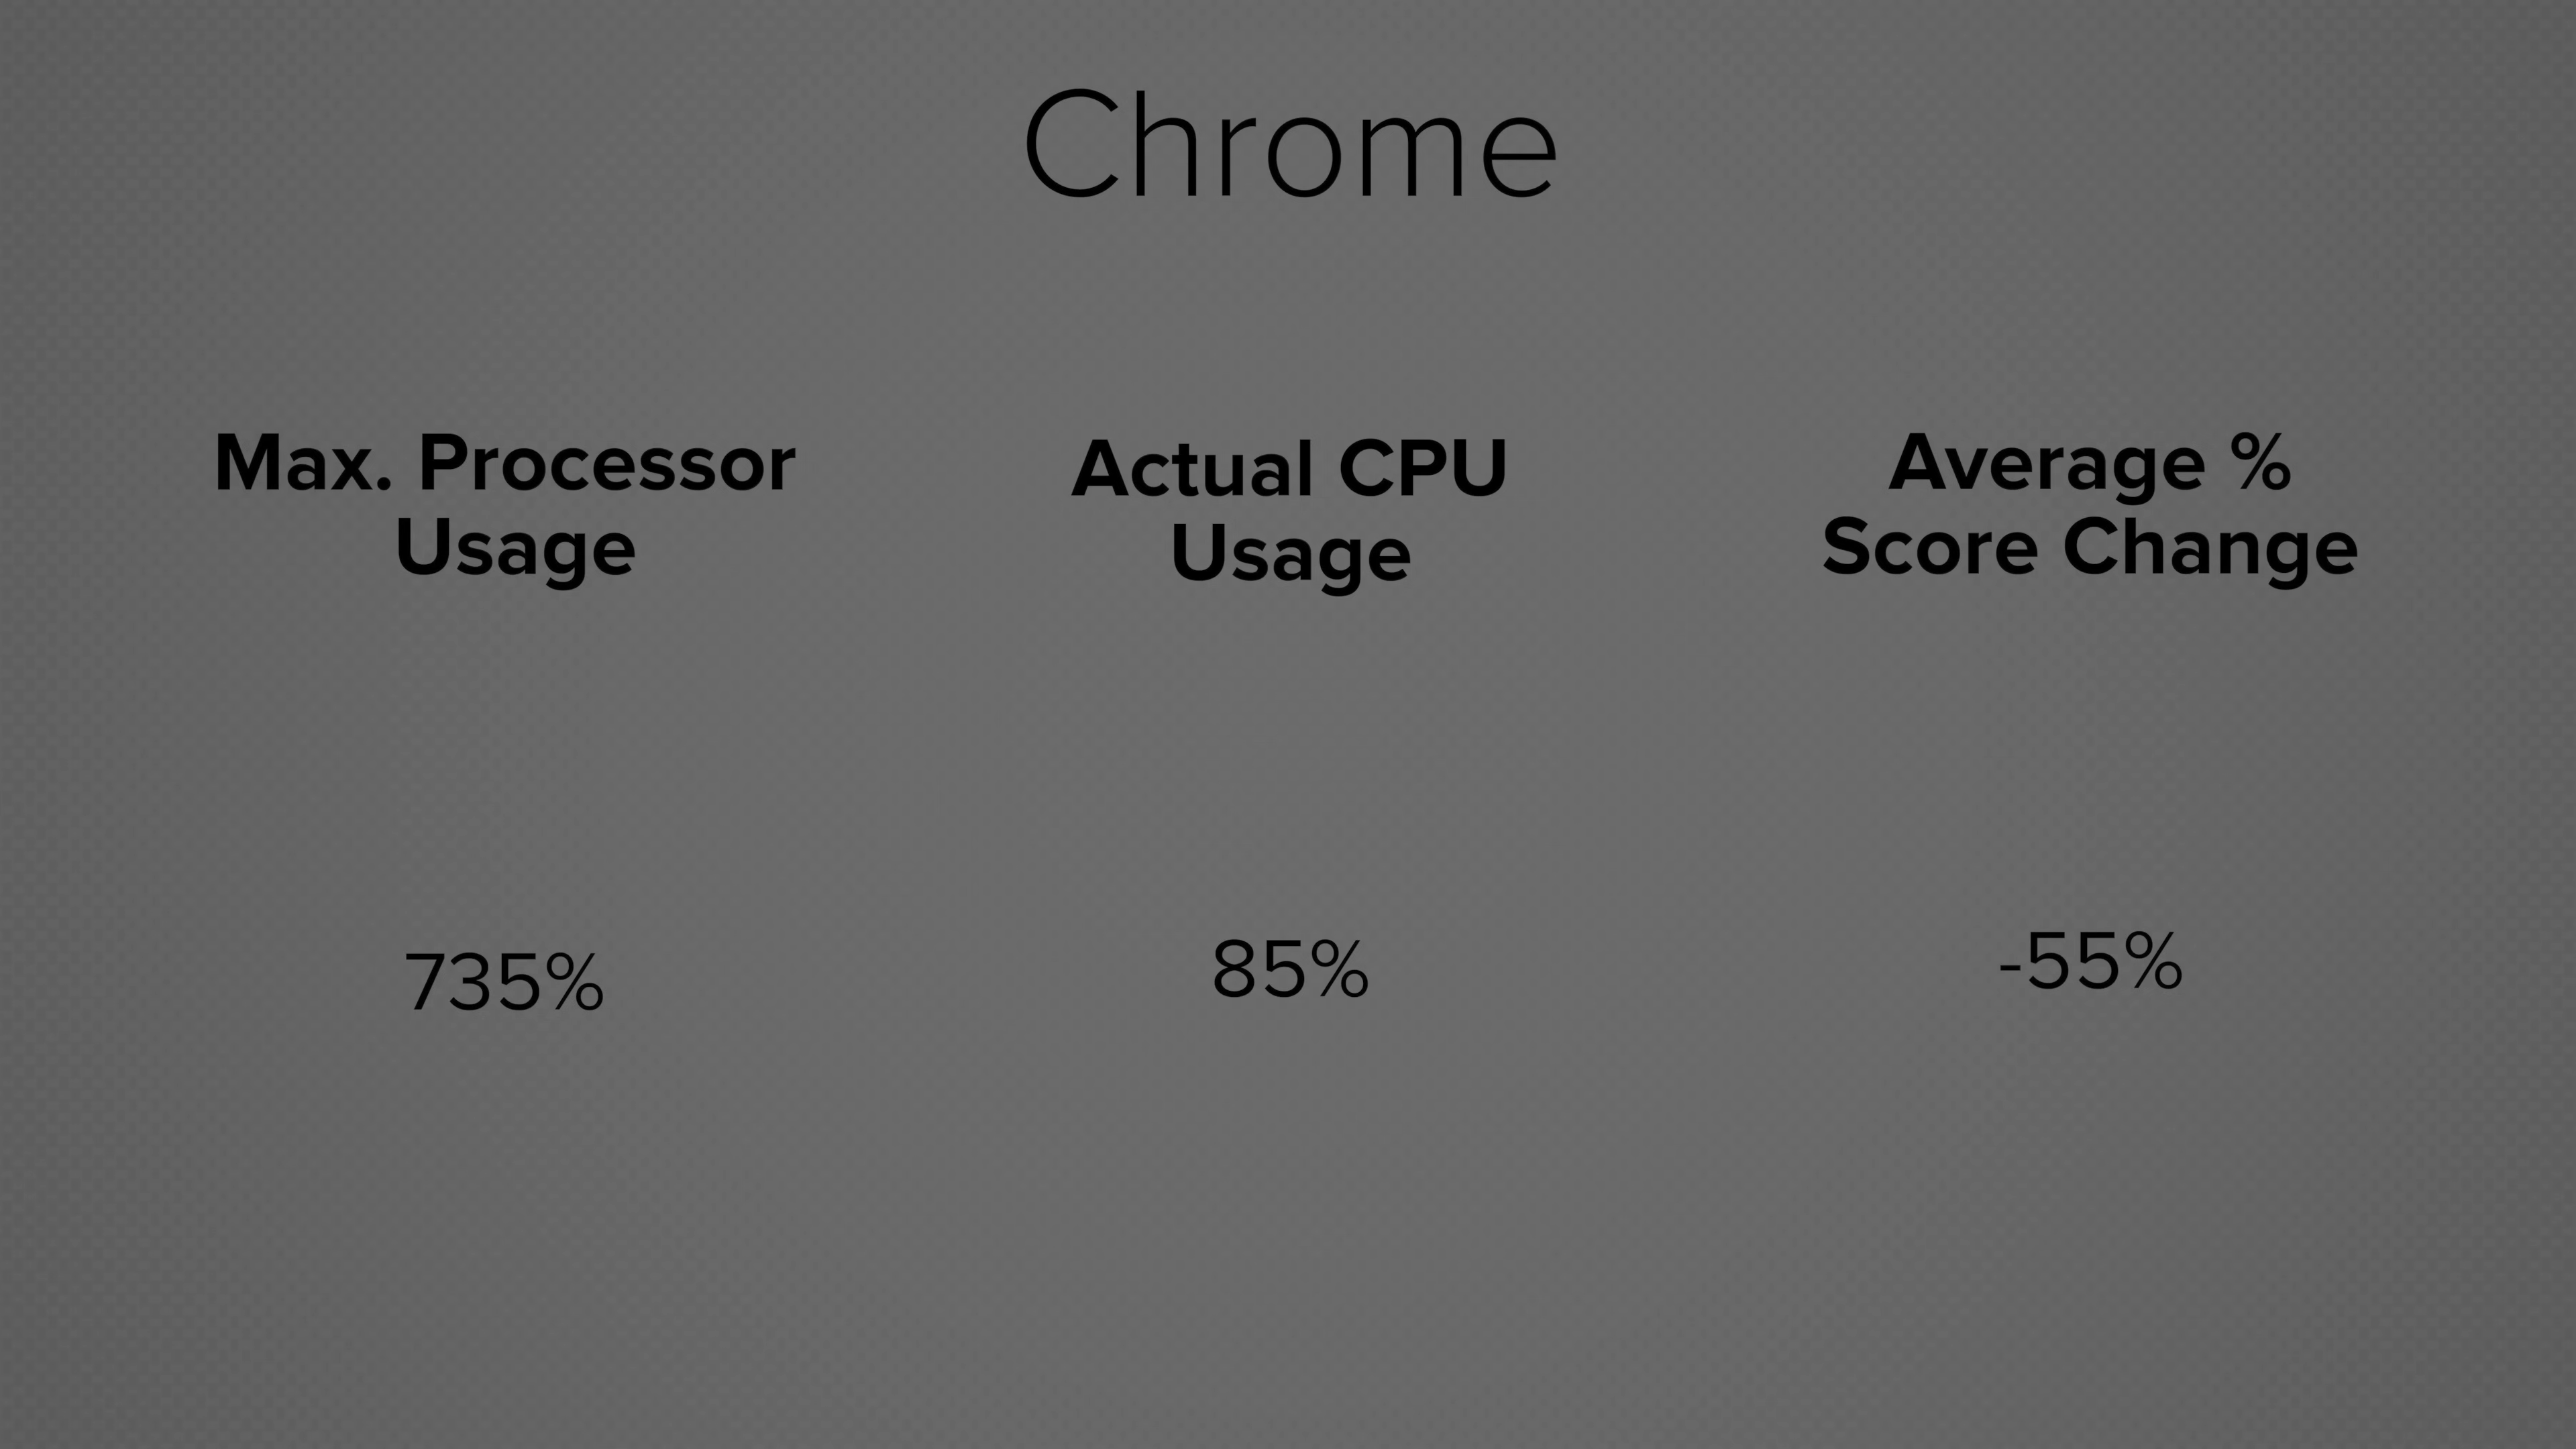 Chrome
Max. Processor
Usage
735%
Actual CPU
Usage
85%
Average %
Score Change
-55%